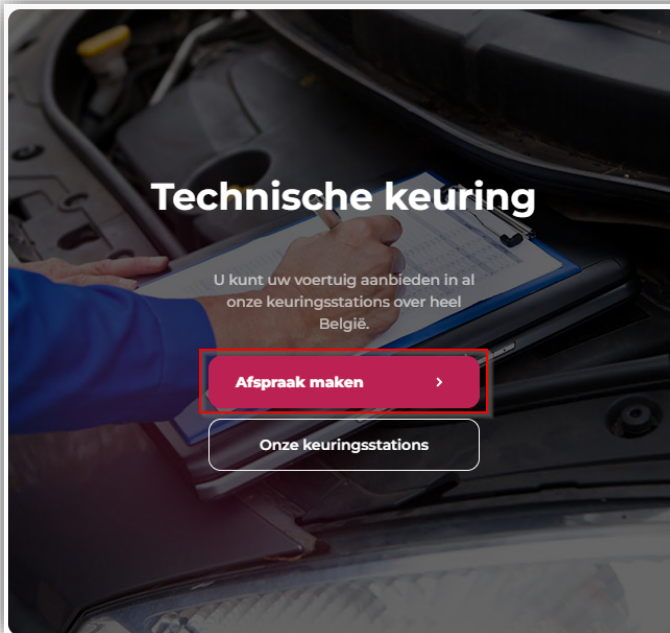 Technische keuring
U kunt uw voertuig aanbieden in al
onze keuringsstations over heel
België.
Afspraak maken
Onze keuringsstations